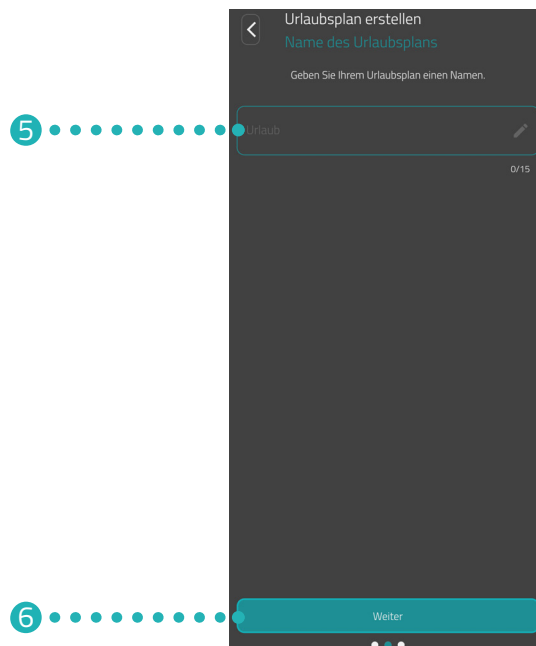 Urlaubsplan erstellen
Name des Urlaubsplans
Geben Sie Ihrem Urlaubsplan einen Namen.
5
Urlaub
0/15
6
Weiter